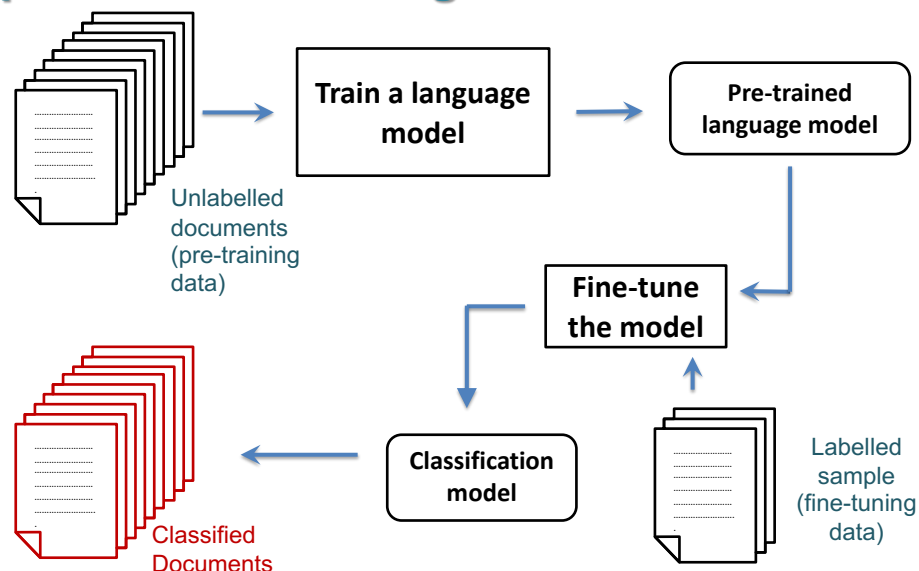 Train a language
model
Pre-trained
language model
Unlabelled
documents
(pre-training
data)
Fine-tune
the model
Classification
model
Labelled
sample
(fine-tuning
data)
Classified
Documents